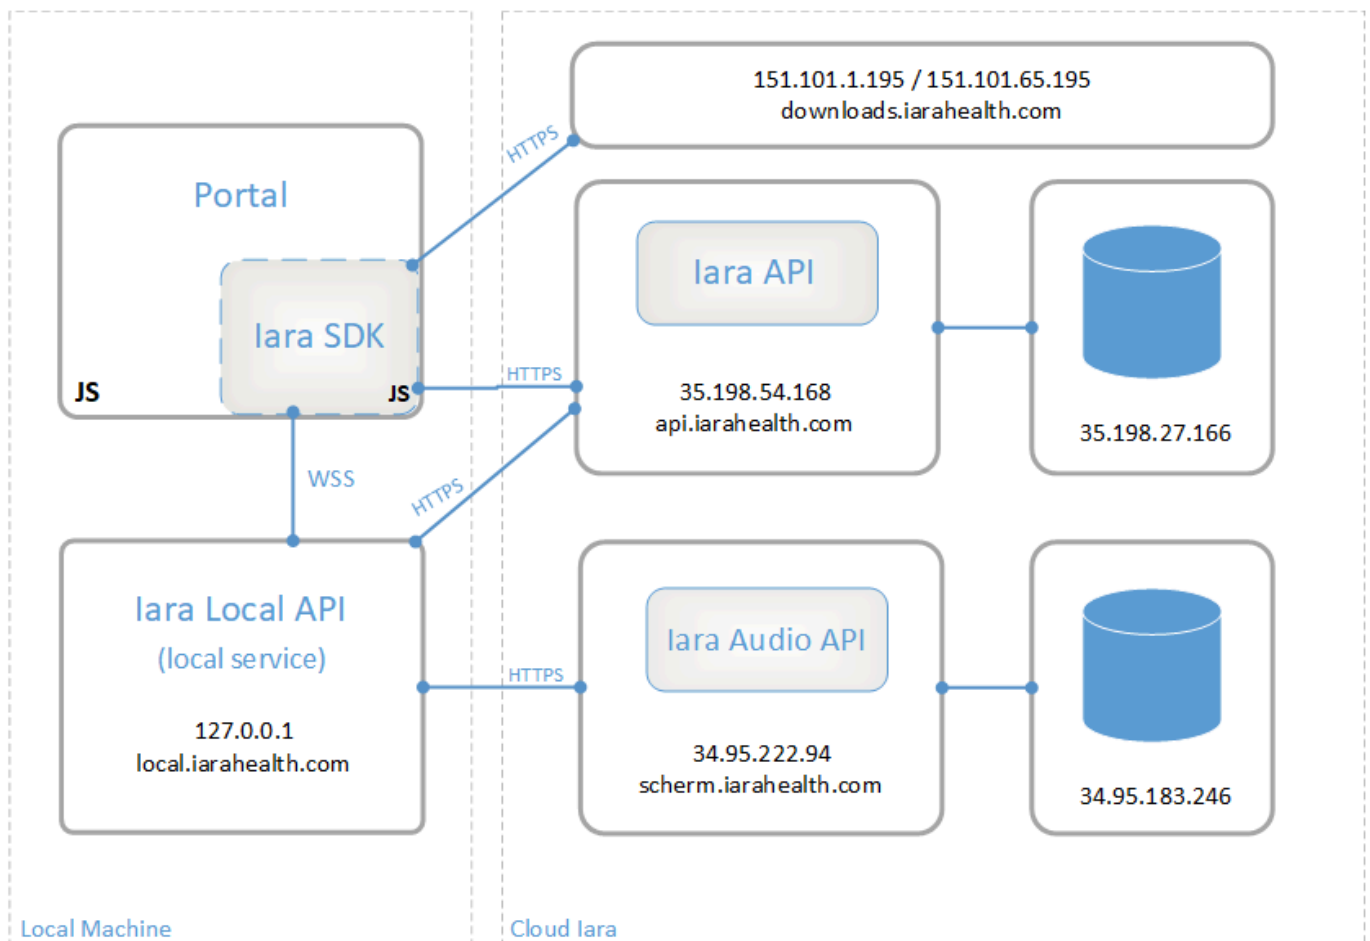 151.101.1.195 / 151.101.65.195
downloads.iarahealth.com
HTTPS
Portal
Iara SDK
JS
JS
HTTPS
Iara API
35.198.54.168
api.iarahealth.com
35.198.27.166
WSS
HTTPS
Iara Local API
(local service)
127.0.0.1
local.iarahealth.com
HTTPS
Iara Audio API
34.95.222.94
scherm.iarahealth.com
34.95.183.246
Local Machine
Cloud Iara